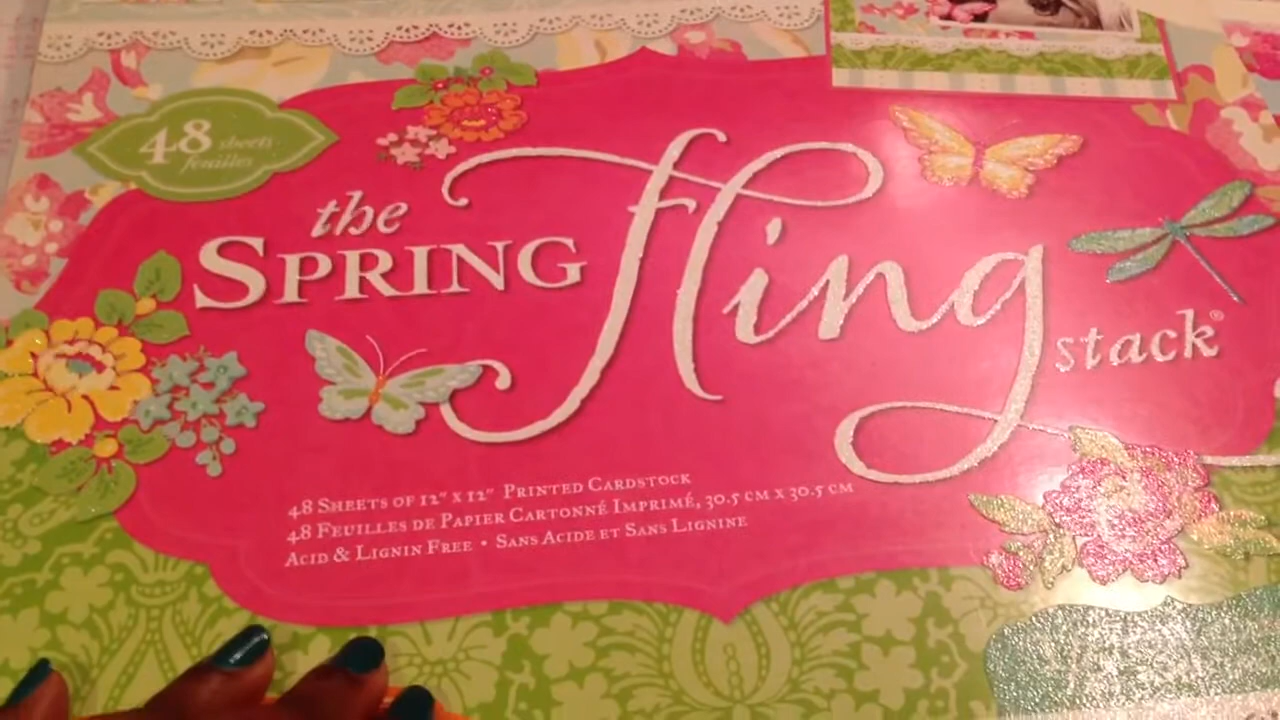 48 sheets
feuilles
the
SPRING fling
stack®
48 SHEETS OF 12" X 12" PRINTED CARDSTOCK
48 FEUILLES DE PAPIER CARTONNÉ IMPRIMÉ, 30.5 CM X 30.5 CM
ACID & LIGNIN FREE • SANS ACIDE ET SANS LIGNINE